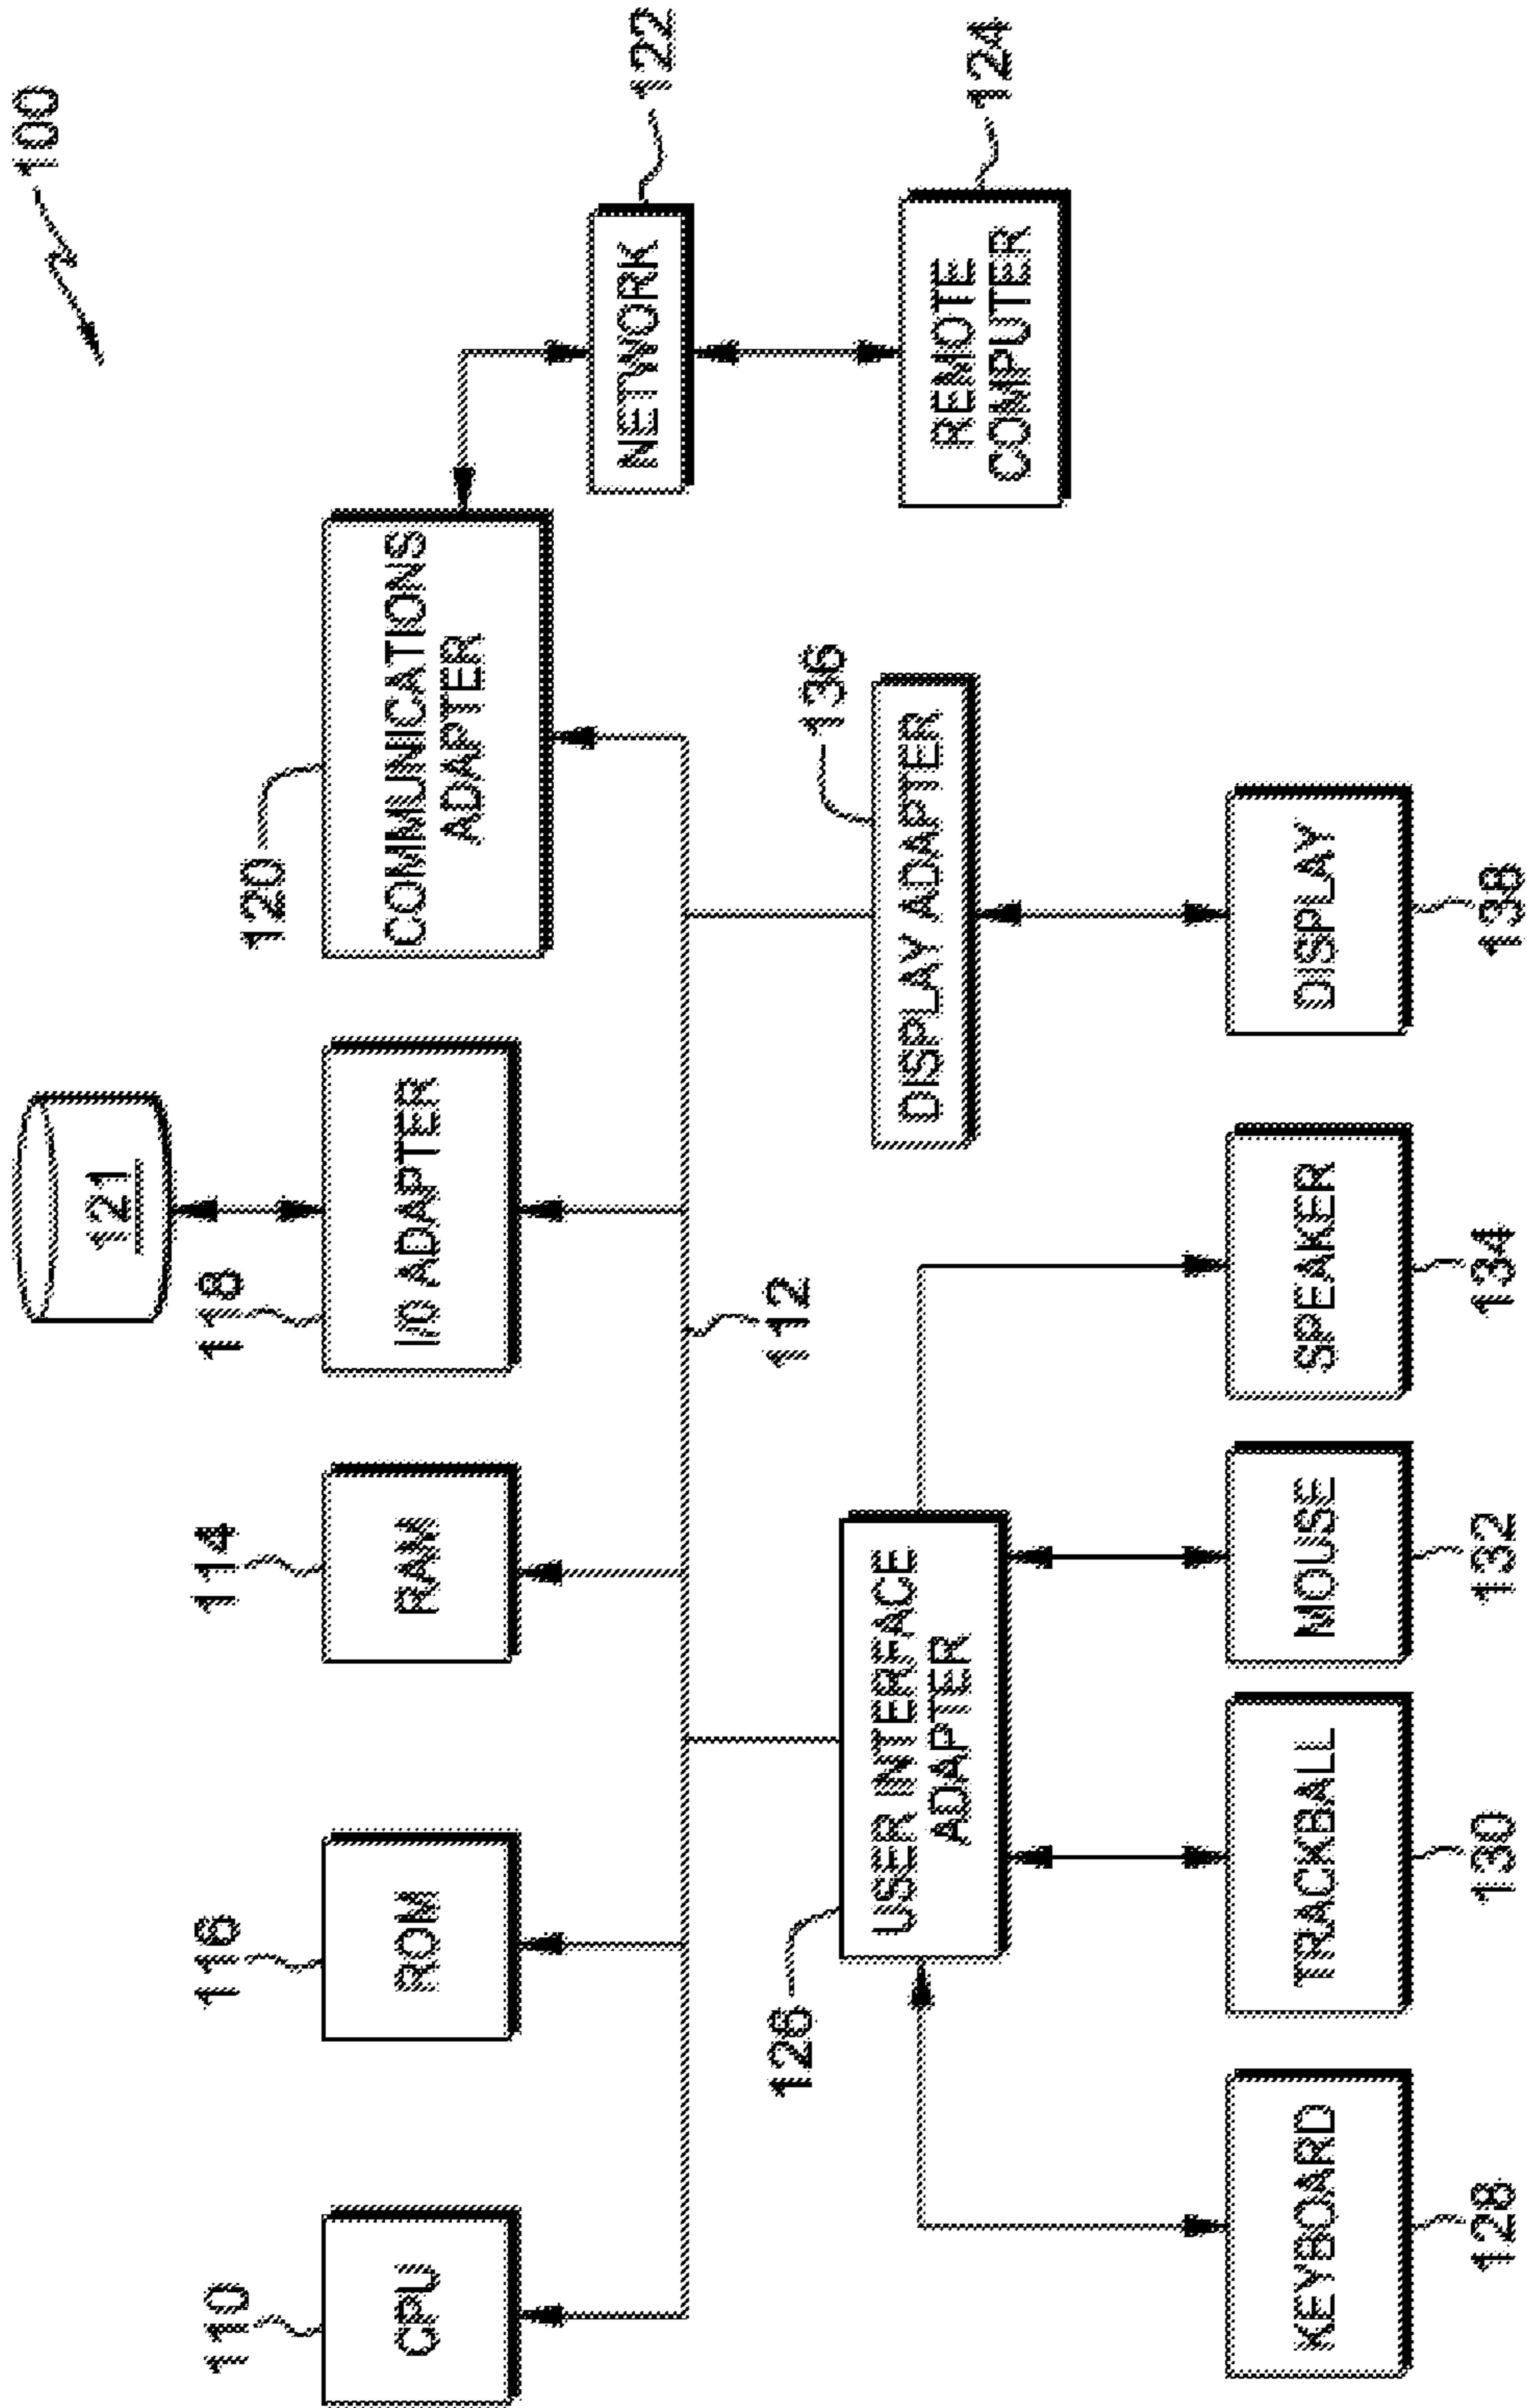 100
121
110
116
114
118
120
CPU
ROM
RAM
I/O ADAPTER
COMMUNICATIONS
ADAPTER
122
NETWORK
112
126
136
USER INTERFACE
ADAPTER
DISPLAY ADAPTER
REMOTE
COMPUTER
124
KEYBOARD
TRACKBALL
MOUSE
SPEAKER
DISPLAY
128
130
132
134
138